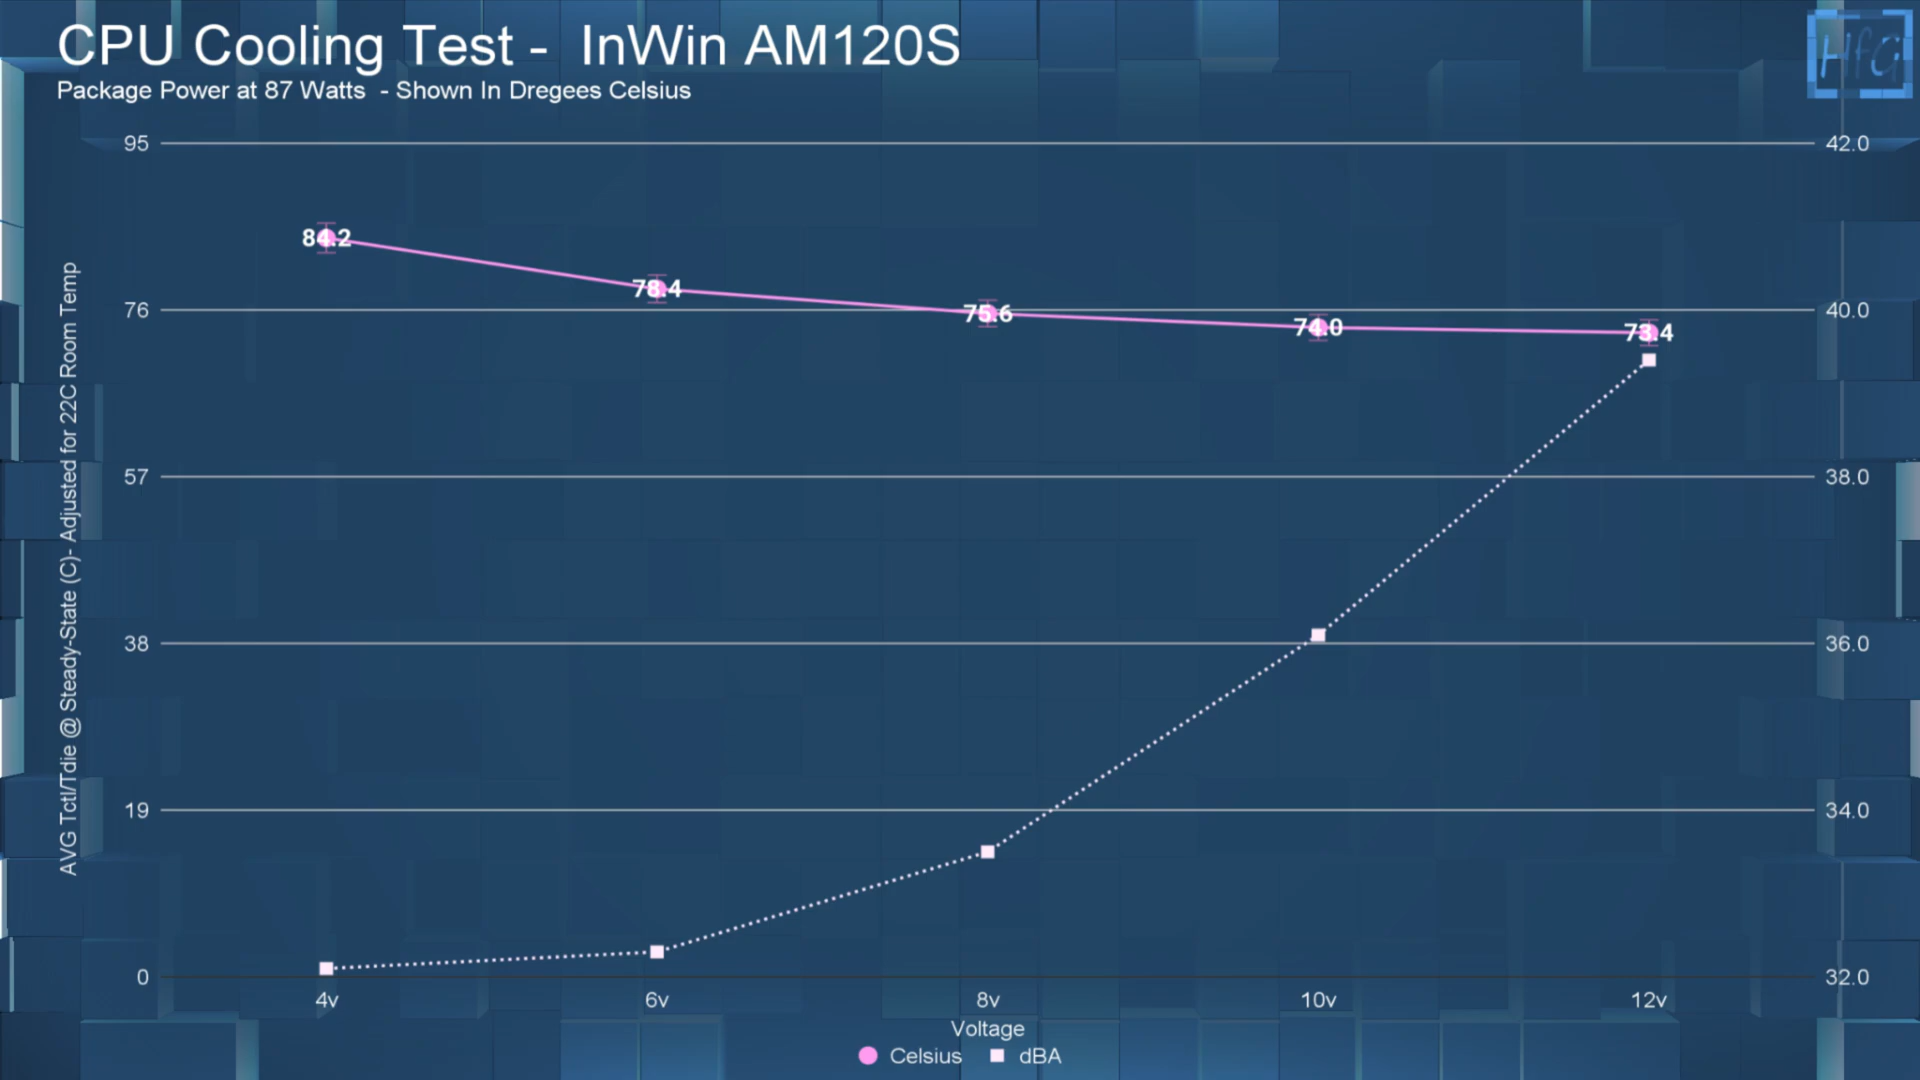 CPU Cooling Test -  InWin AM120S
Package Power at 87 Watts  - Shown In Dregees Celsius
HfG
95
42.0
84.2
78.4
76
75.6
74.0
73.4
40.0
57
38.0
38
36.0
19
34.0
0
32.0
AVG Tctl/Tdie @ Steady-State (C)- Adjusted for 22C Room Temp
4v
6v
8v
10v
12v
Voltage
Celsius
dBA